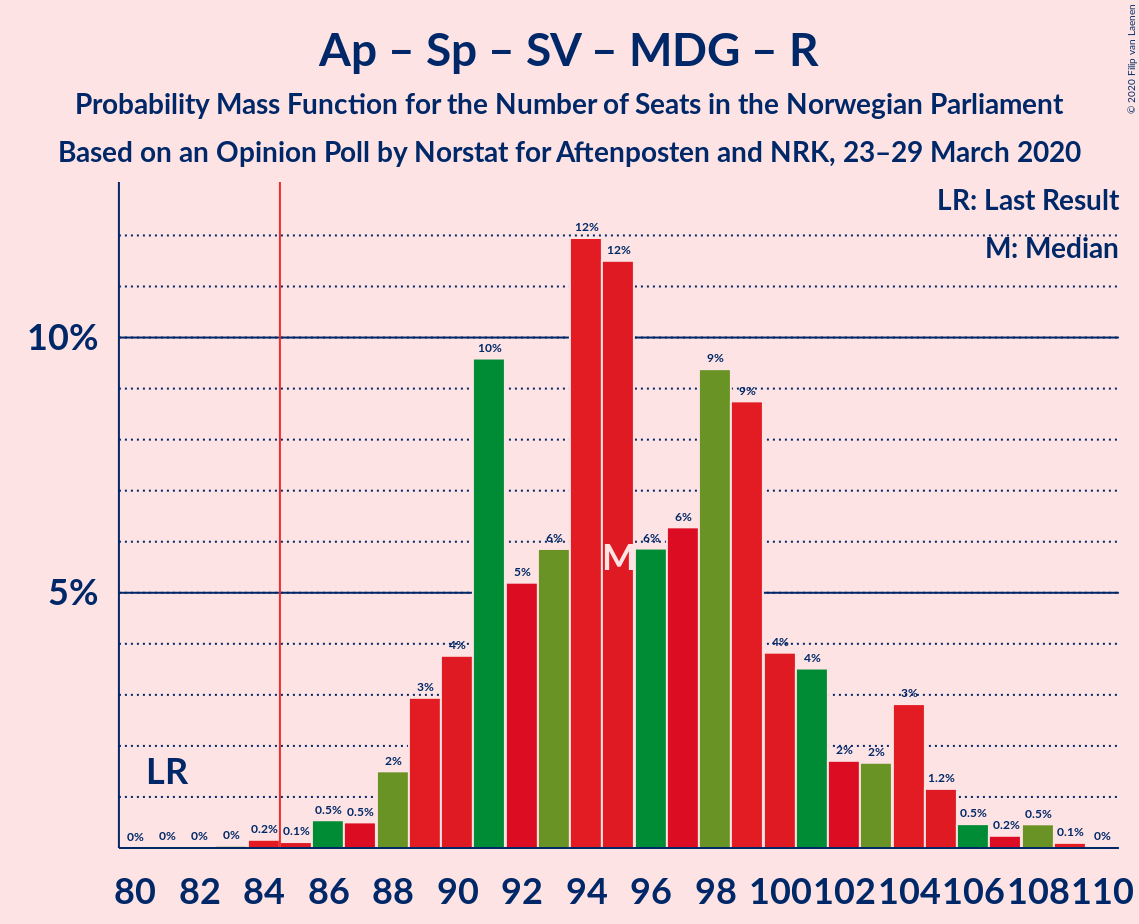 Ap – Sp – SV – MDG – R
Probability Mass Function for the Number of Seats in the Norwegian Parliament
Based on an Opinion Poll by Norstat for Aftenposten and NRK, 23–29 March 2020
© 2020 Filip van Laenen
LR: Last Result
M: Median
10%
5%
LR
M
0% 0% 0% 0% 0.2% 0.1% 0.5% 0.5% 2% 3% 4% 10% 5% 6% 12% 12% 6% 6% 9% 9% 4% 4% 2% 2% 3% 1.2% 0.5% 0.2% 0.5% 0.1% 0%
80 82 84 86 88 90 92 94 96 98 100 102 104 106 108 110